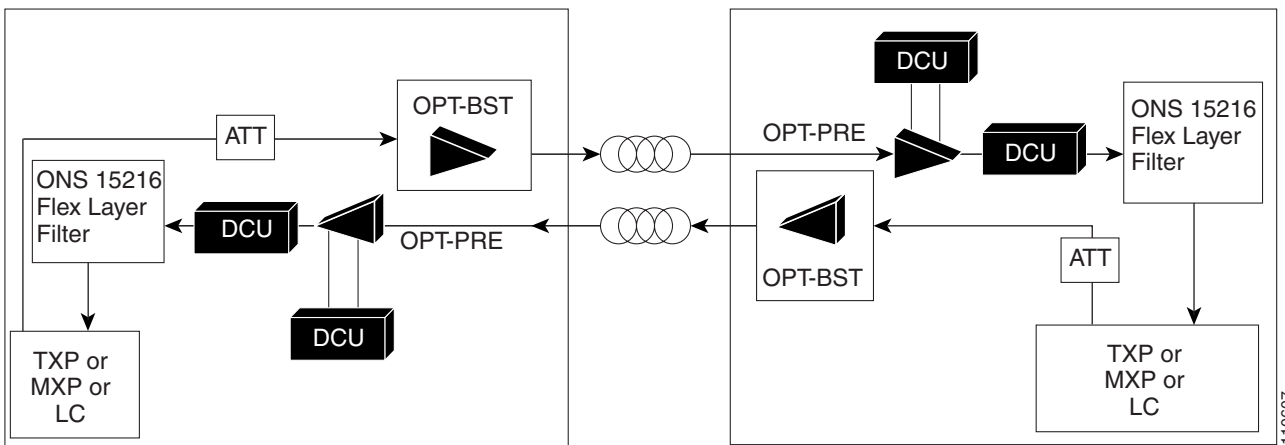 DCU
OPT-BST
ATT
OPT-PRE
DCU
ONS 15216
Flex Layer
Filter
ONS 15216
Flex Layer
Filter
DCU
OPT-PRE
OPT-BST
ATT
DCU
TXP or
MXP or
LC
TXP or
MXP or
LC